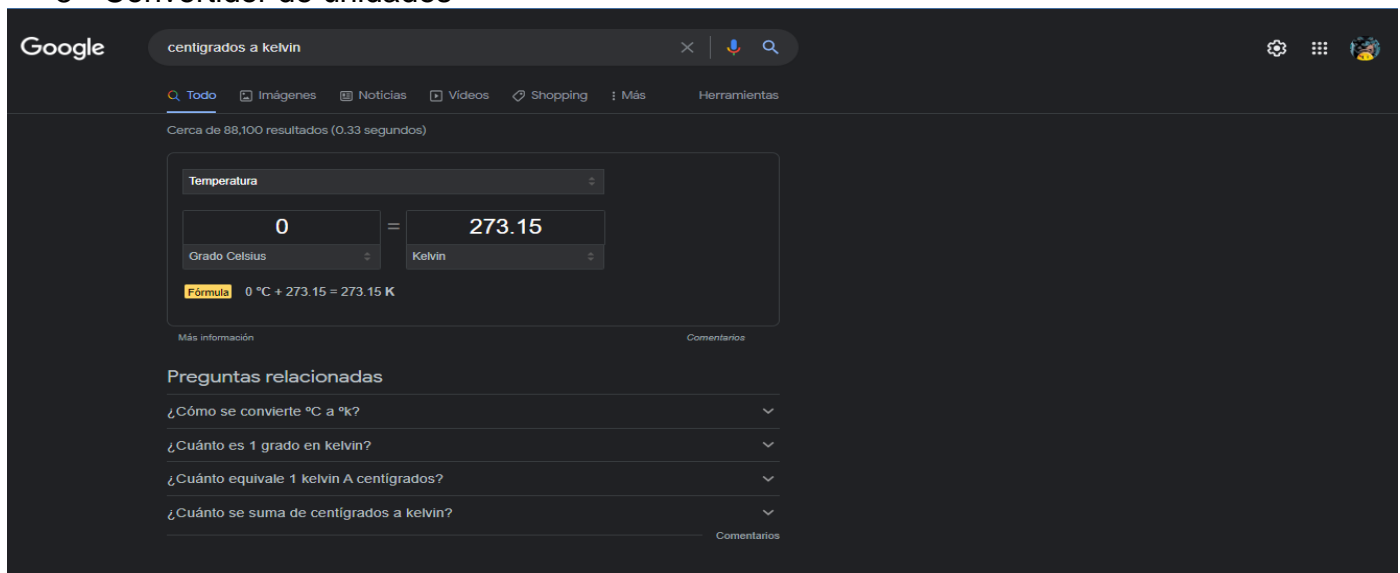 Convertidor de unidades
Google centigrados a kelvin
Todo Imágenes Noticias Videos Shopping Más Herramientas
Cerca de 88,100 resultados (0.33 segundos)
Temperatura
0 = 273.15
Grado Celsius Kelvin
Fórmula 0 °C + 273.15 = 273.15 K
Más información Comentarios
Preguntas relacionadas
¿Cómo se convierte ºC a ºk?
¿Cuánto es 1 grado en kelvin?
¿Cuánto equivale 1 kelvin A centígrados?
¿Cuánto se suma de centígrados a kelvin?
Comentarios